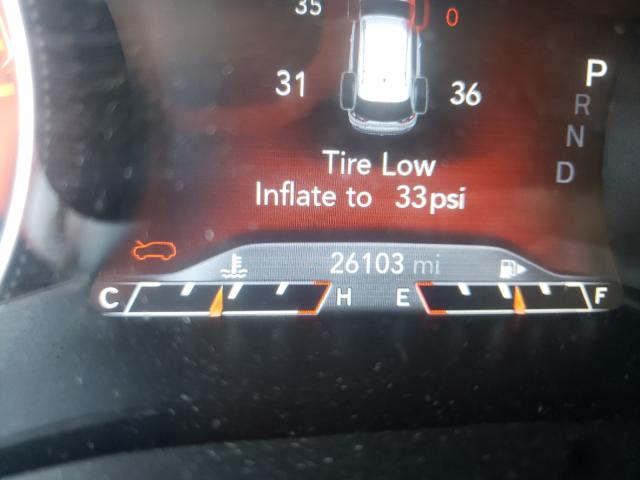 35 0
31 36
P
R
N
D
Tire Low
Inflate to 33psi
26103 mi
C H E F